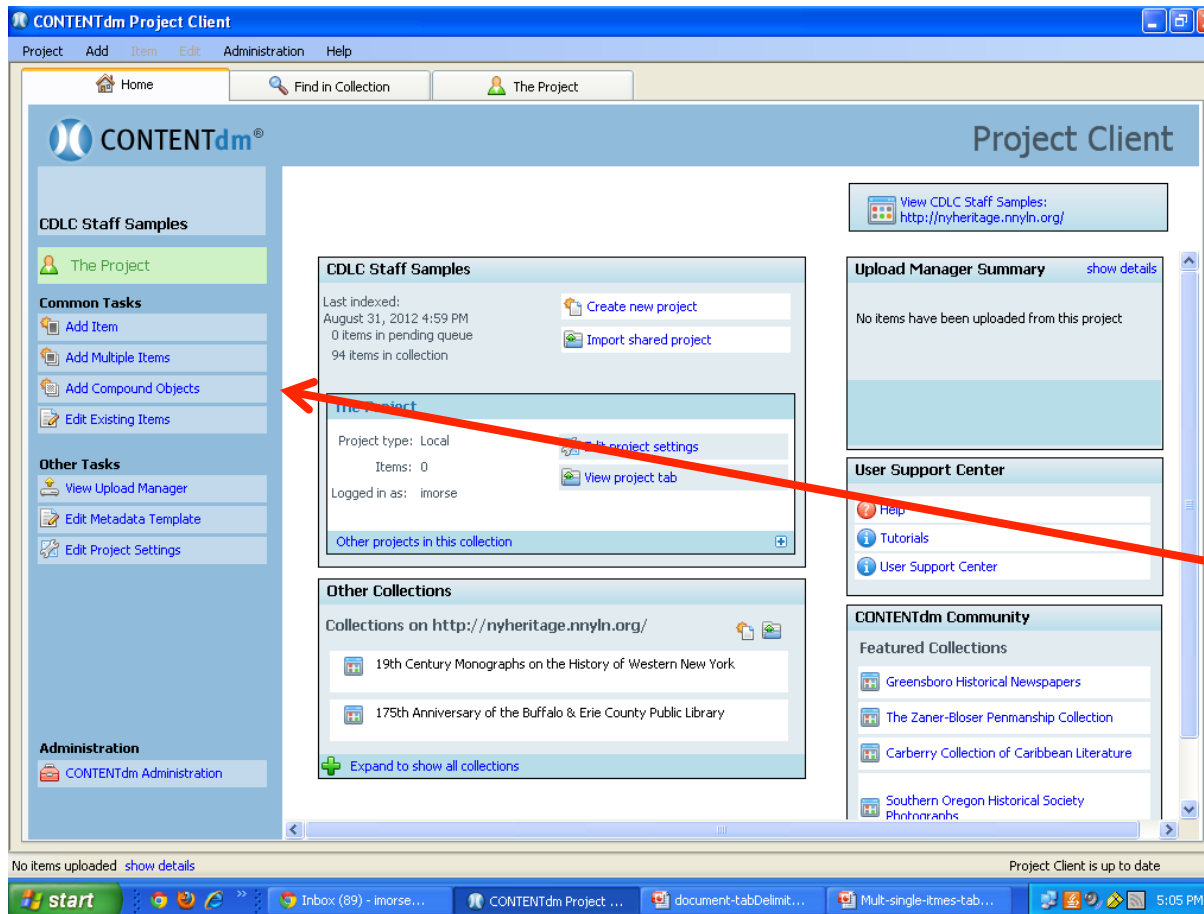 CONTENTdm Project Client
Project Add Item Edit Administration Help
Home
Find in Collection
The Project
CONTENTdm®
Project Client
CDLC Staff Samples
The Project
Common Tasks
Add Item
Add Multiple Items
Add Compound Objects
Edit Existing Items
Other Tasks
View Upload Manager
Edit Metadata Template
Edit Project Settings
Administration
CONTENTdm Administration
View CDLC Staff Samples:
http://nyheritage.nnyln.org/
CDLC Staff Samples
Last indexed:
August 31, 2012 4:59 PM
0 items in pending queue
94 items in collection
Create new project
Import shared project
The Project
Project type: Local
Items: 0
Logged in as: imorse
Edit project settings
View project tab
Other projects in this collection
Other Collections
Collections on http://nyheritage.nnyln.org/
19th Century Monographs on the History of Western New York
175th Anniversary of the Buffalo & Erie County Public Library
Expand to show all collections
Upload Manager Summary show details
No items have been uploaded from this project
User Support Center
Help
Tutorials
User Support Center
CONTENTdm Community
Featured Collections
Greensboro Historical Newspapers
The Zaner-Bloser Penmanship Collection
Carberry Collection of Caribbean Literature
Southern Oregon Historical Society
Photographs
No items uploaded show details
Project Client is up to date
start
Inbox (89) - imorse...
CONTENTdm Project ...
document-tabDelimit...
Mult-single-itmes-tab...
5:05 PM